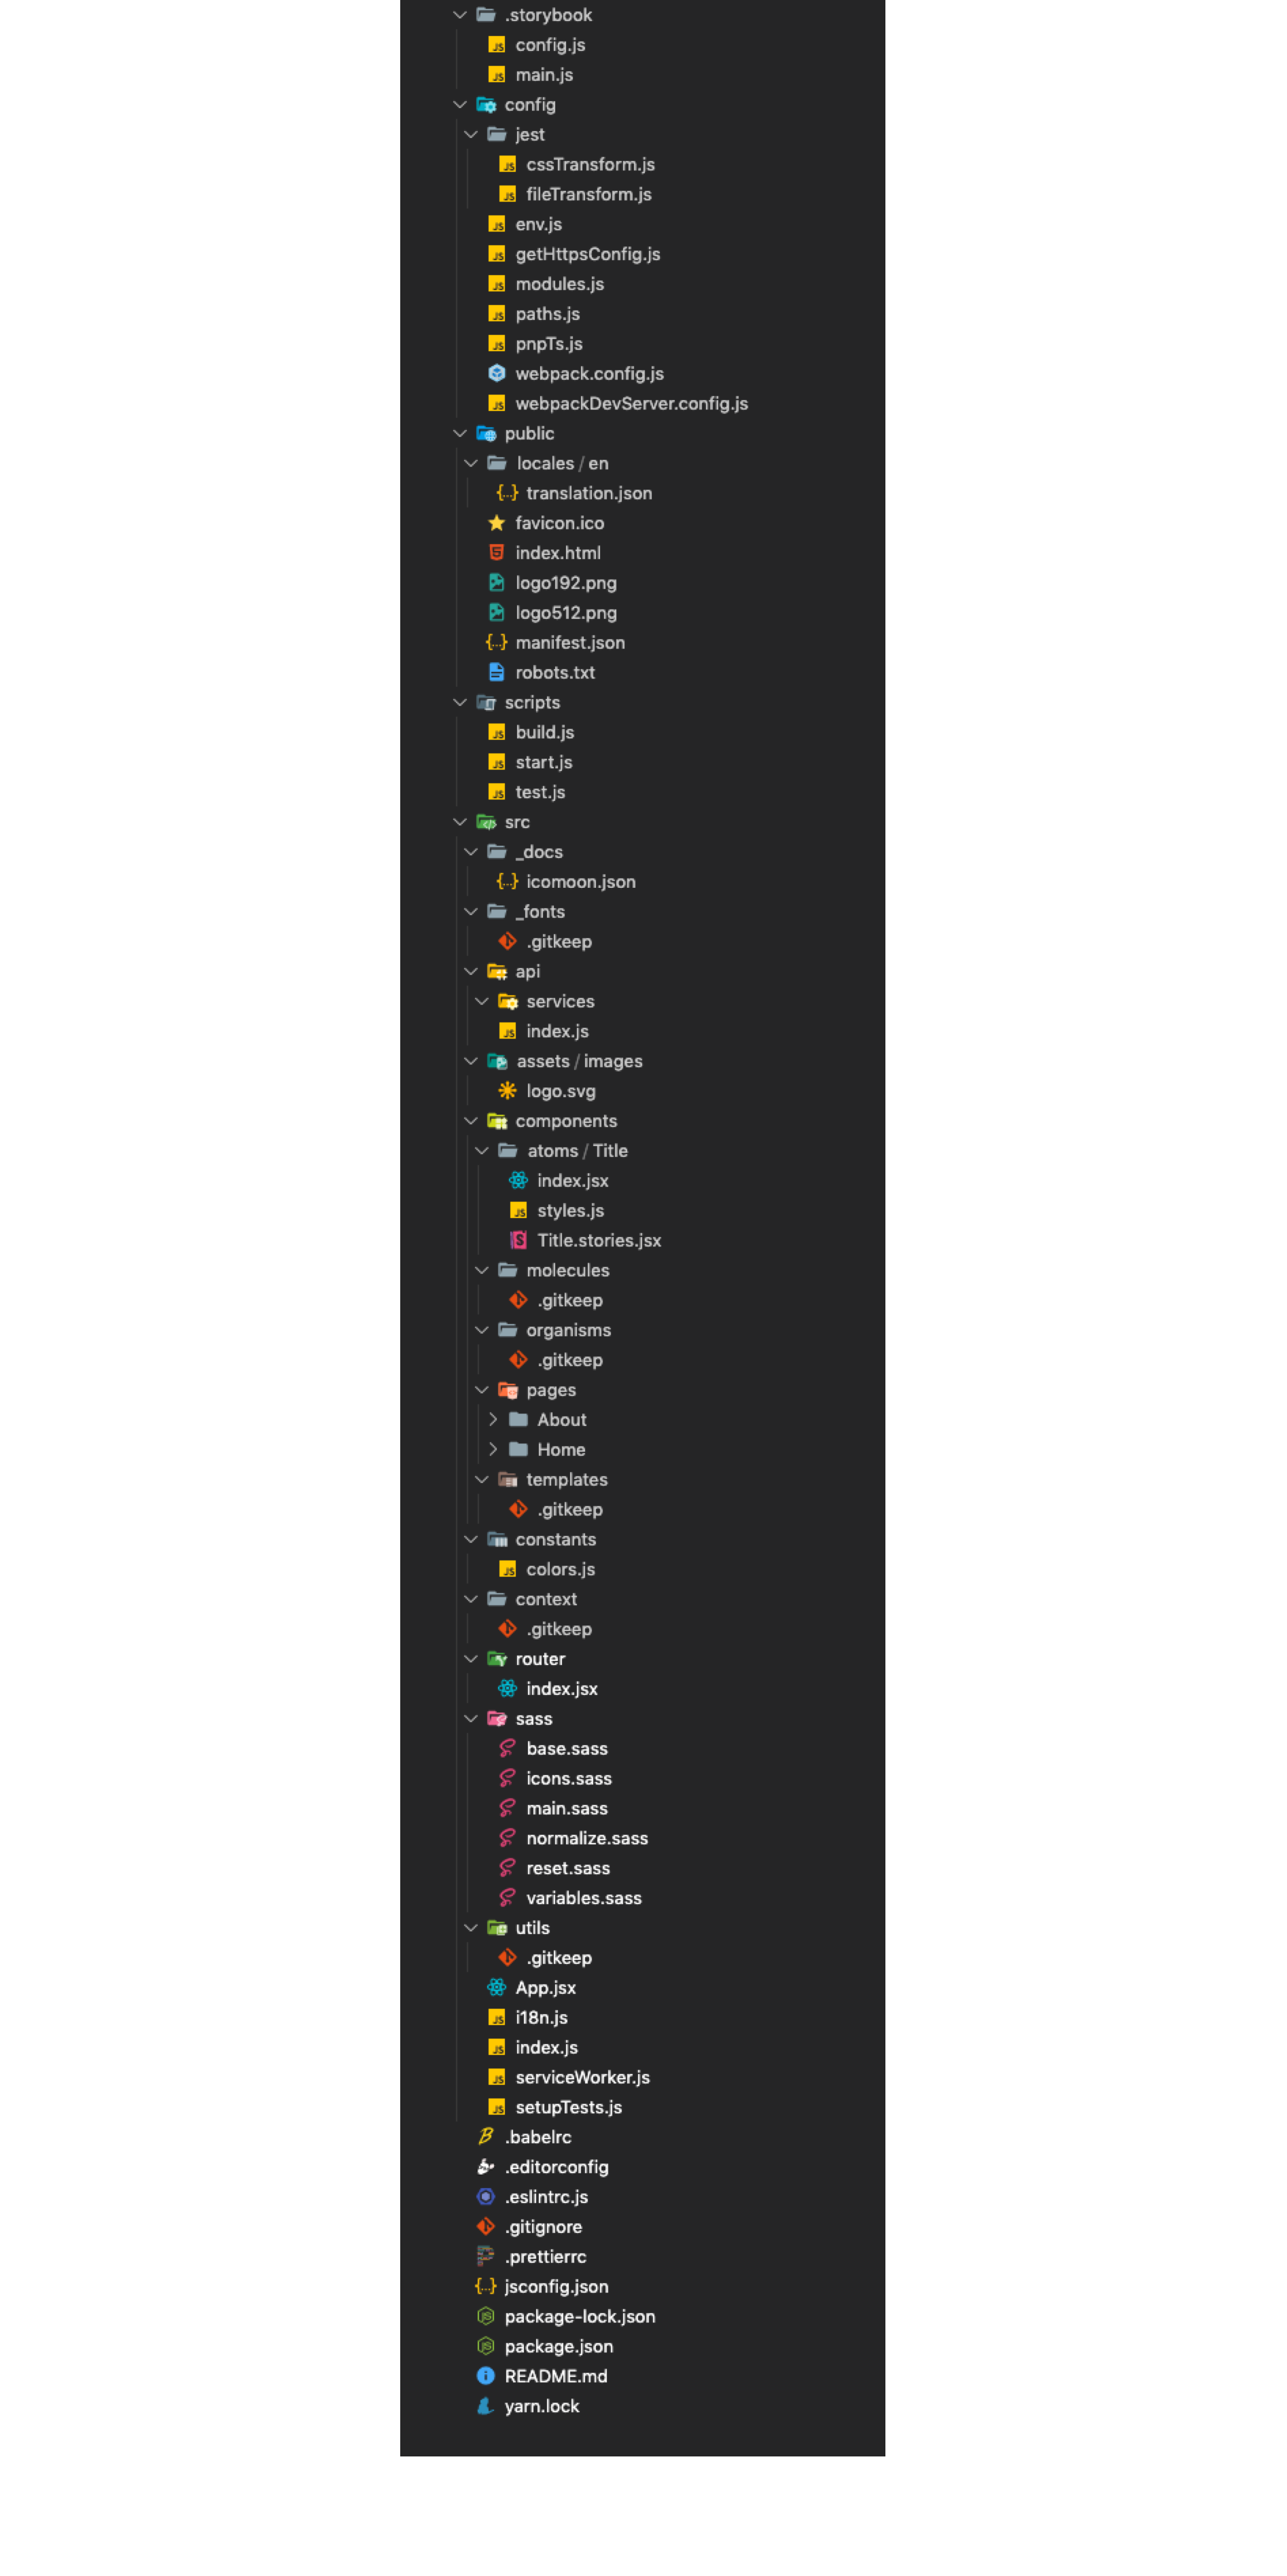 .storybook
config.js
main.js
config
jest
cssTransform.js
fileTransform.js
env.js
getHttpsConfig.js
modules.js
paths.js
pnpTs.js
webpack.config.js
webpackDevServer.config.js
public
locales / en
translation.json
favicon.ico
index.html
logo192.png
logo512.png
manifest.json
robots.txt
scripts
build.js
start.js
test.js
src
_docs
icomoon.json
_fonts
.gitkeep
api
services
index.js
assets / images
logo.svg
components
atoms / Title
index.jsx
styles.js
Title.stories.jsx
molecules
.gitkeep
organisms
.gitkeep
pages
About
Home
templates
.gitkeep
constants
colors.js
context
.gitkeep
router
index.jsx
sass
base.sass
icons.sass
main.sass
normalize.sass
reset.sass
variables.sass
utils
.gitkeep
App.jsx
i18n.js
index.js
serviceWorker.js
setupTests.js
.babelrc
.editorconfig
.eslintrc.js
.gitignore
.prettierrc
jsconfig.json
package-lock.json
package.json
README.md
yarn.lock